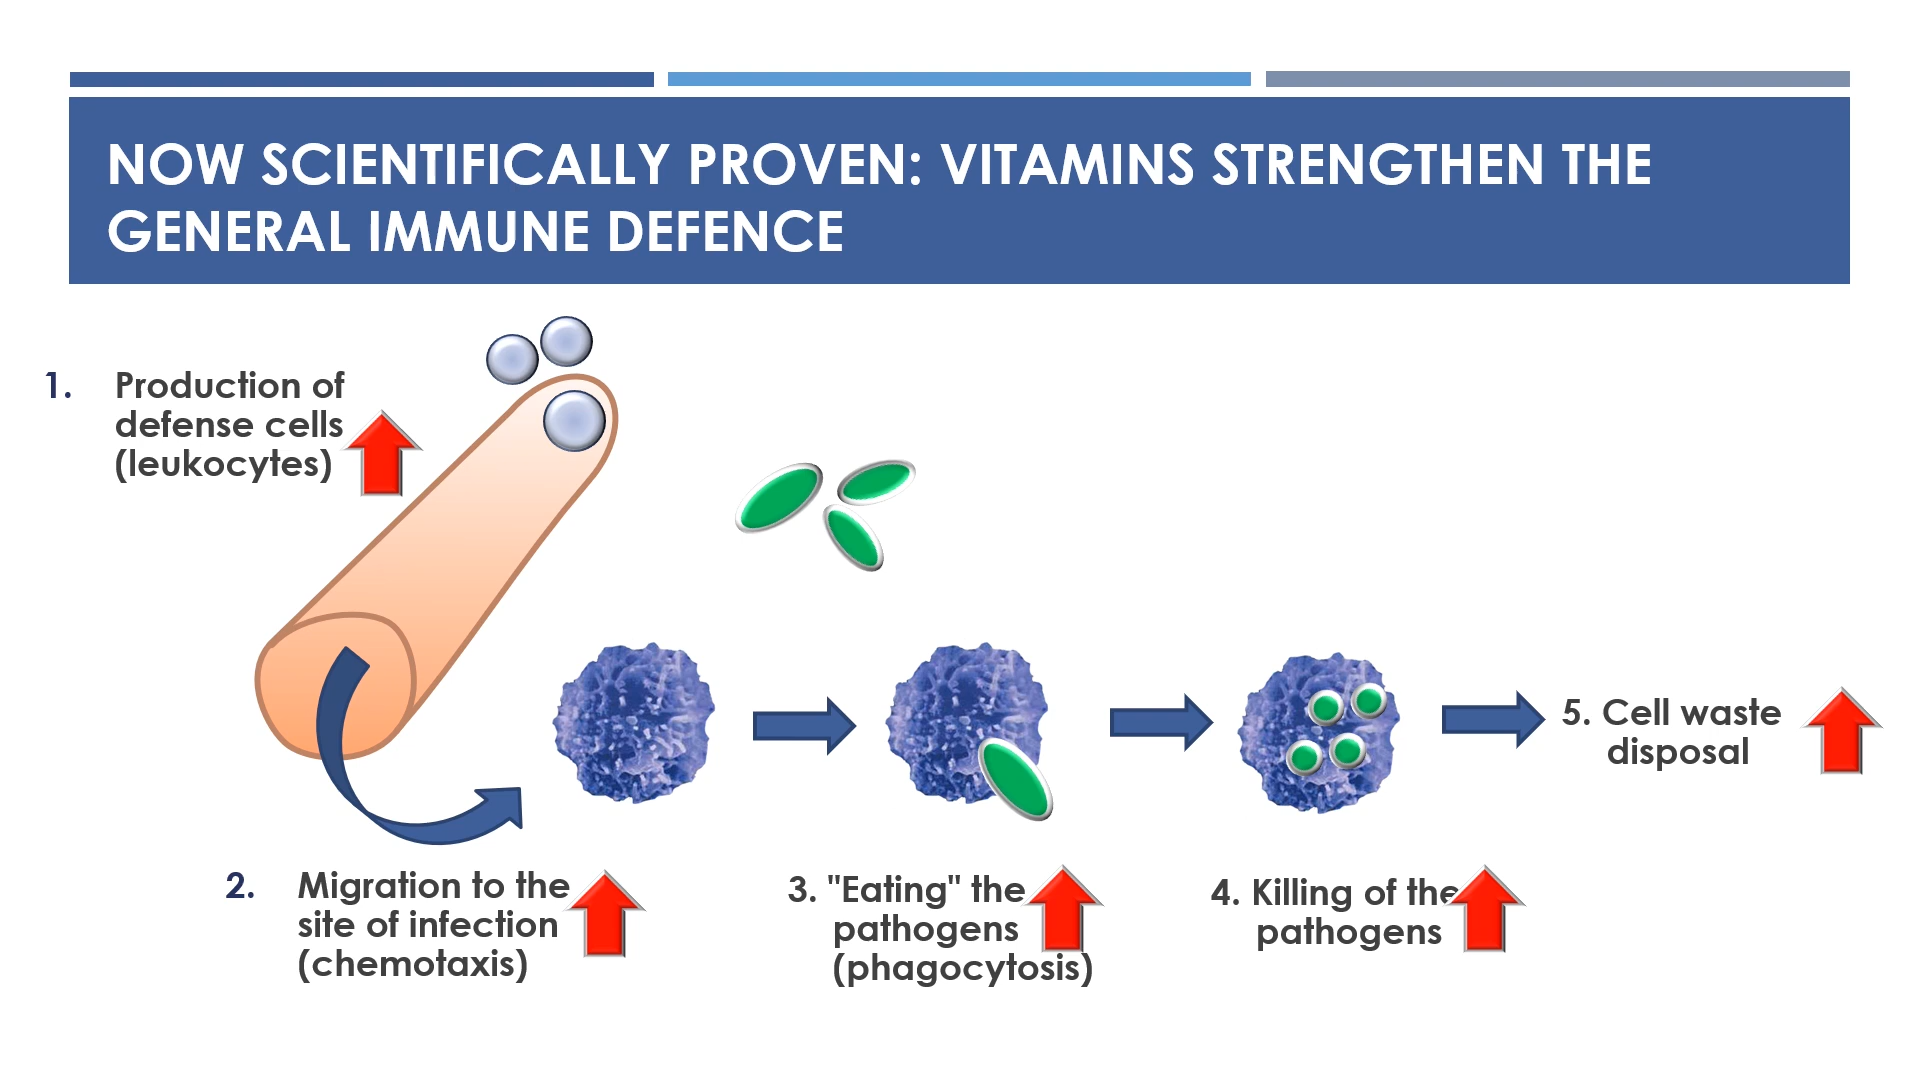 NOW SCIENTIFICALLY PROVEN: VITAMINS STRENGTHEN THE
GENERAL IMMUNE DEFENCE
1. Production of
defense cells
(leukocytes)
2. Migration to the
site of infection
(chemotaxis)
3. "Eating" the
pathogens
(phagocytosis)
4. Killing of the
pathogens
5. Cell waste
disposal